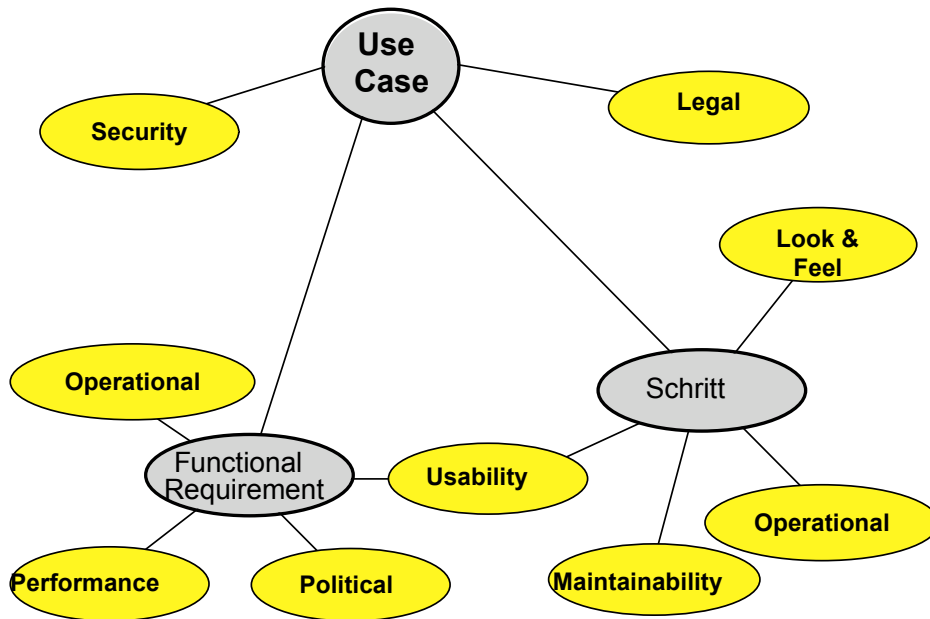 Use
Case
Security
Legal
Look &
Feel
Operational
Schritt
Functional
Requirement
Usability
Operational
Performance
Political
Maintainability